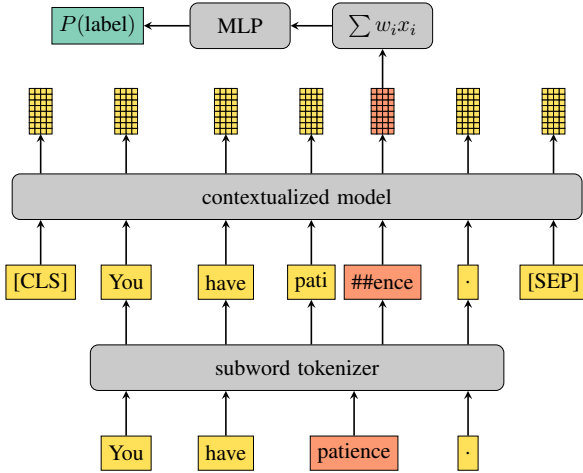 P(label) MLP ∑ w_i x_i
contextualized model
[CLS] You have pati ##ence . [SEP]
subword tokenizer
You have patience .